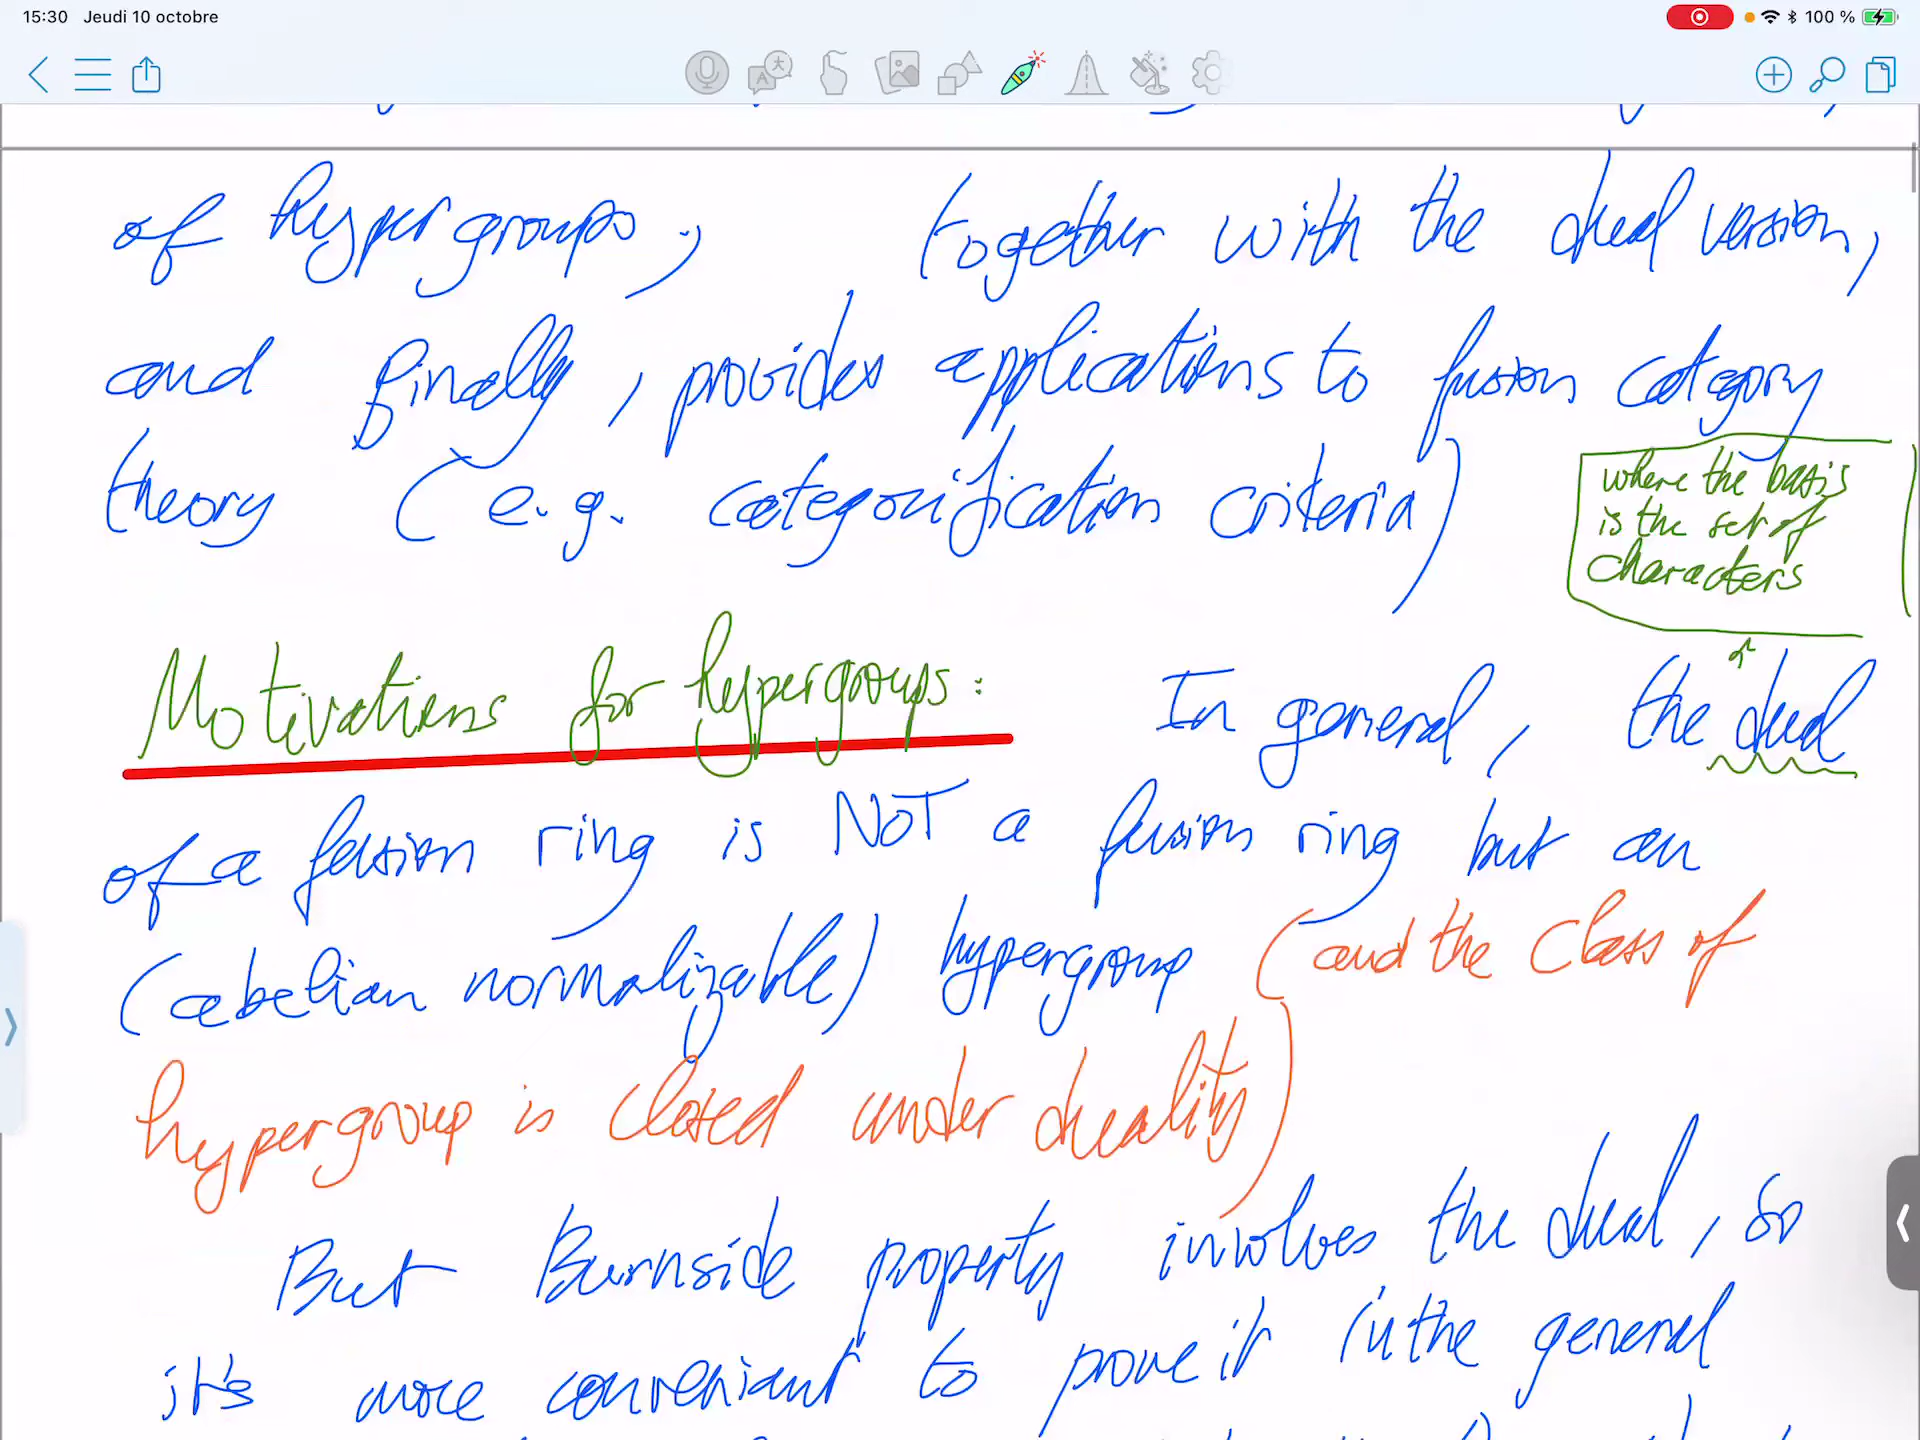 15:30 Jeudi 10 octobre
100 %
of hypergroups, together with the dual version,
and finally, provides applications to fusion category
theory (e.g. categorification criteria)
where the basis
is the set of
characters
Motivations for hypergroups: In general, the dual
of a fusion ring is NOT a fusion ring but an
(abelian normalizable) hypergroup (and the class of
hypergroup is closed under duality)
But Burnside property involves the dual, so
it's more convenient to prove it in the general